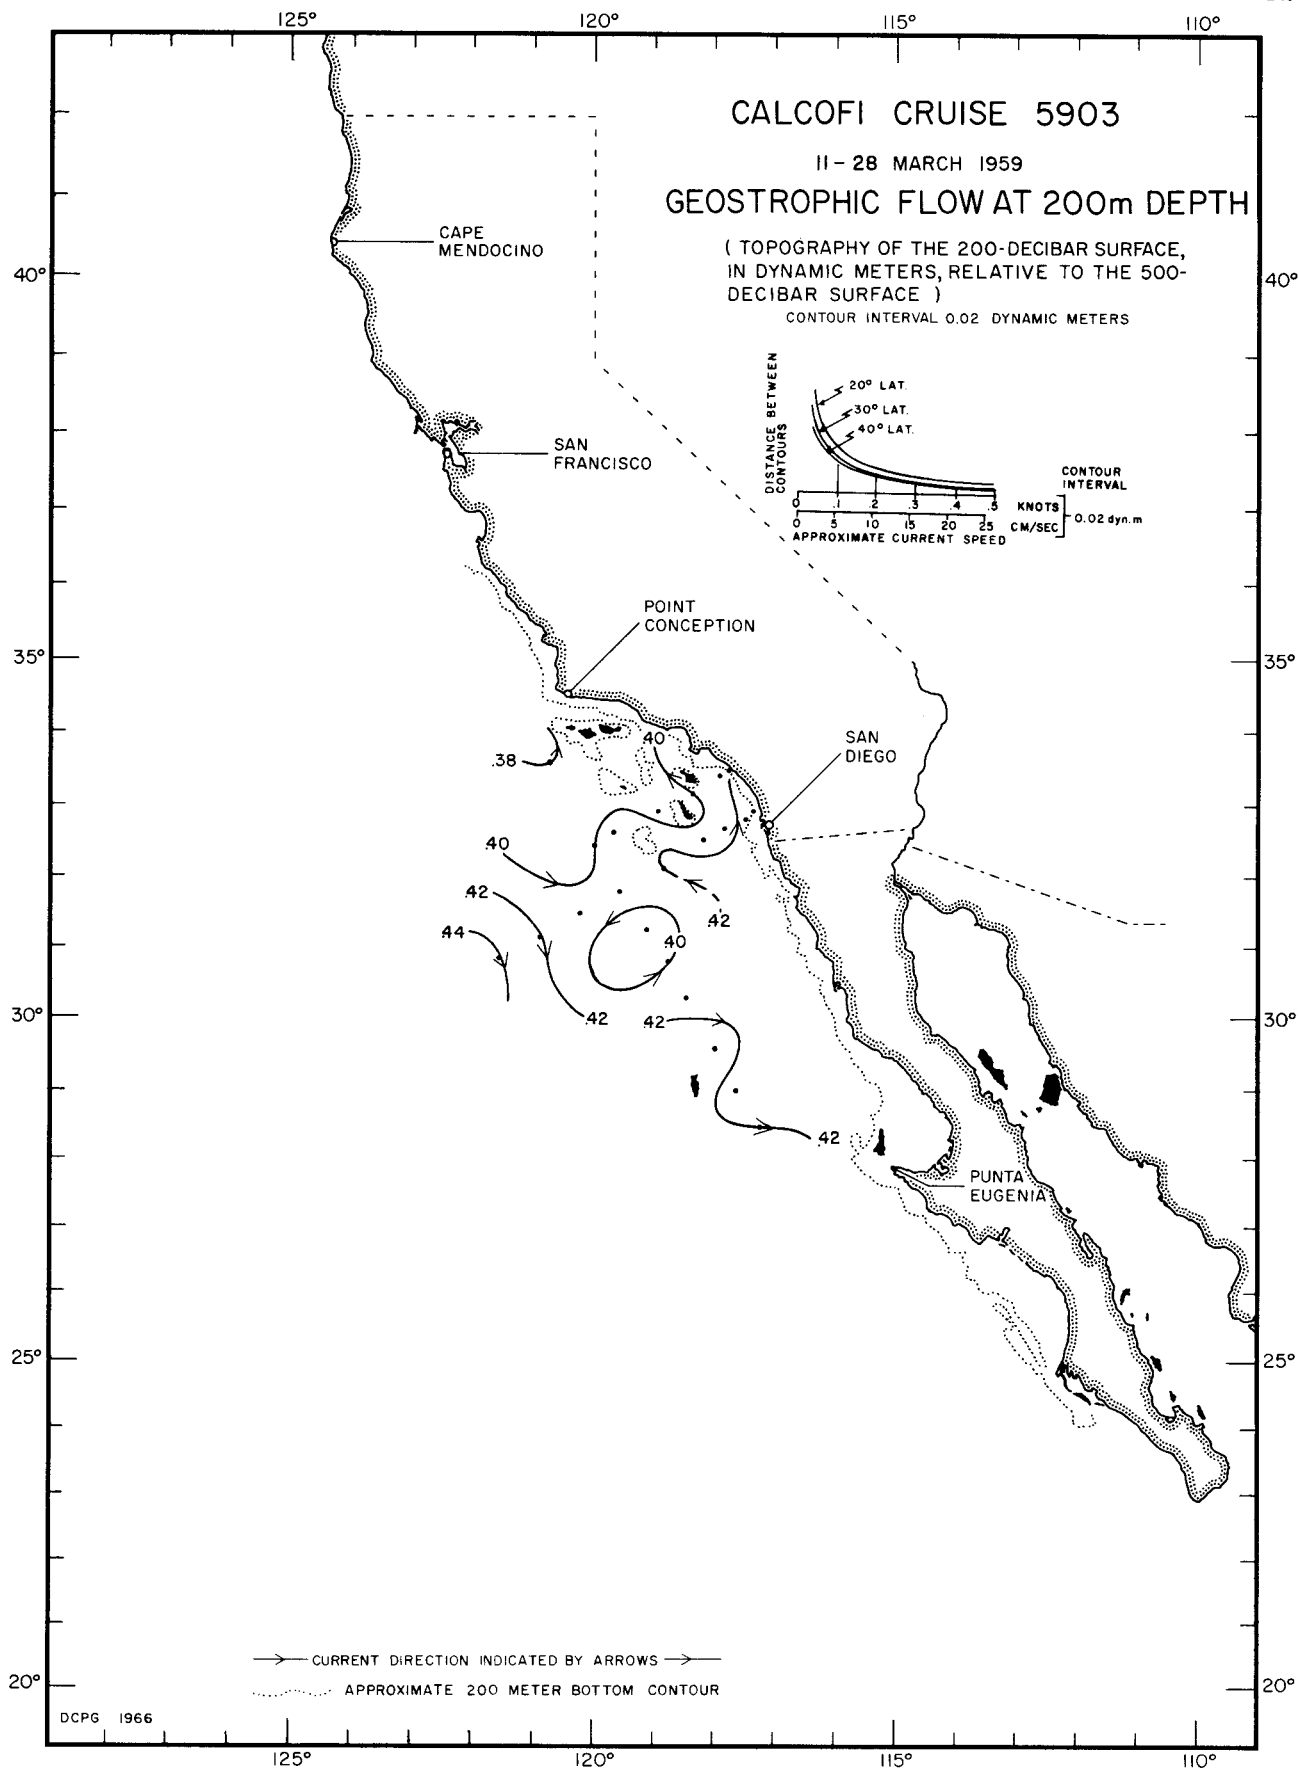 125° 120° 115° 110°
CALCOFI CRUISE 5903
11-28 MARCH 1959
GEOSTROPHIC FLOW AT 200m DEPTH
( TOPOGRAPHY OF THE 200-DECIBAR SURFACE,
IN DYNAMIC METERS, RELATIVE TO THE 500-
DECIBAR SURFACE )
CONTOUR INTERVAL 0.02 DYNAMIC METERS
CAPE
MENDOCINO
40° 40°
DISTANCE BETWEEN
CONTOURS
20° LAT.
30° LAT.
40° LAT.
CONTOUR
INTERVAL
0 .1 .2 .3 .4 .5 KNOTS
0.02 dyn.m
0 5 10 15 20 25 CM/SEC
APPROXIMATE CURRENT SPEED
SAN
FRANCISCO
POINT
CONCEPTION
35° 35°
SAN
DIEGO
.40
.38
.40
.42
.42
.44
.40
30° 30°
.42 .42
.42
PUNTA
EUGENIA
25° 25°
CURRENT DIRECTION INDICATED BY ARROWS
20° 20°
APPROXIMATE 200 METER BOTTOM CONTOUR
DCPG 1966
125° 120° 115° 110°